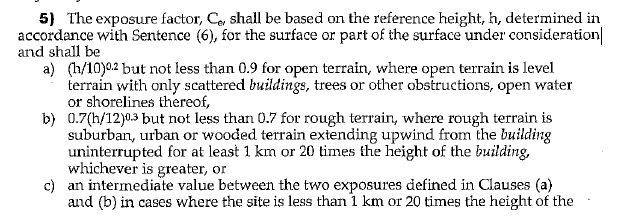 5) The exposure factor, Ce, shall be based on the reference height, h, determined in
accordance with Sentence (6), for the surface or part of the surface under consideration
and shall be
a) (h/10)0.2 but not less than 0.9 for open terrain, where open terrain is level
terrain with only scattered buildings, trees or other obstructions, open water
or shorelines thereof,
b) 0.7(h/12)0.3 but not less than 0.7 for rough terrain, where rough terrain is
suburban, urban or wooded terrain extending upwind from the building
uninterrupted for at least 1 km or 20 times the height of the building,
whichever is greater, or
c) an intermediate value between the two exposures defined in Clauses (a)
and (b) in cases where the site is less than 1 km or 20 times the height of the